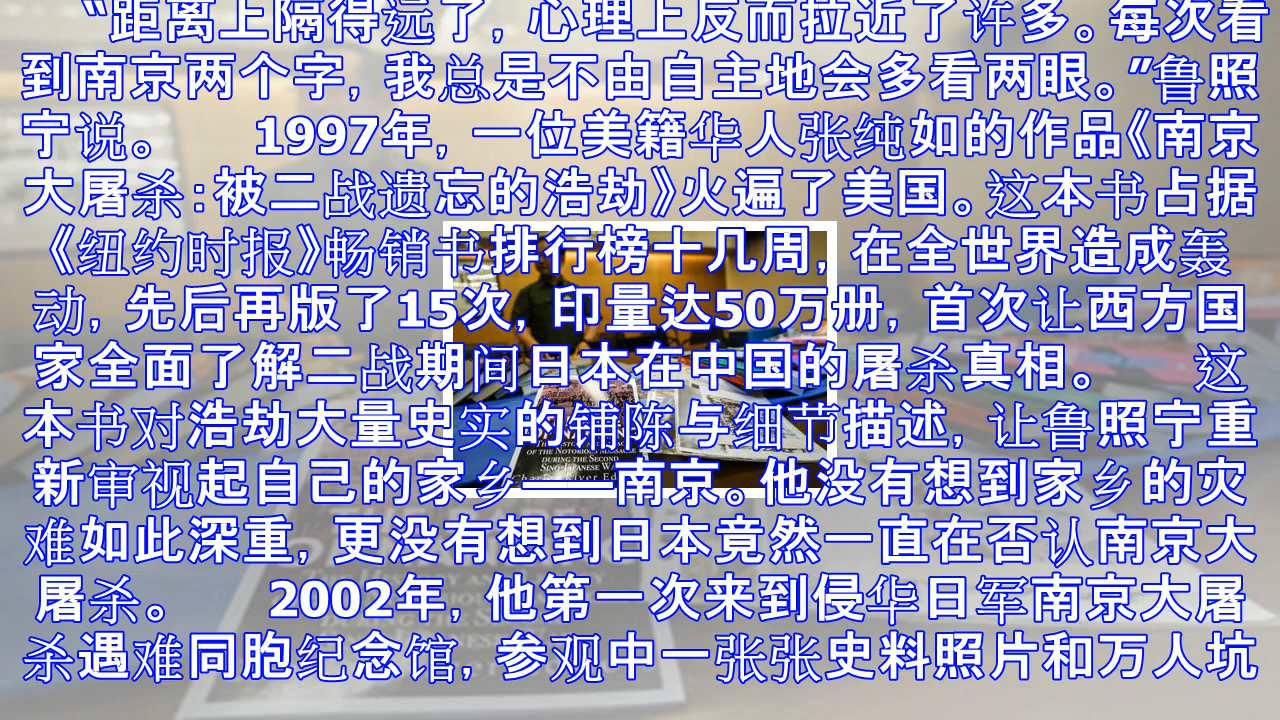 “距离上隔得远了，心理上反而拉近了许多。每次看
到南京两个字，我总是不由自主地会多看两眼。”鲁照
宁说。 1997年，一位美籍华人张纯如的作品《南京
大屠杀：被二战遗忘的浩劫》火遍了美国。这本书占据
《纽约时报》畅销书排行榜十几周，在全世界造成轰
动，先后再版了15次，印量达50万册，首次让西方国
家全面了解二战期间日本在中国的屠杀真相。 这
本书对浩劫大量史实的铺陈与细节描述，让鲁照宁重
新审视起自己的家乡——南京。他没有想到家乡的灾
难如此深重，更没有想到日本竟然一直在否认南京大
屠杀。 2002年，他第一次来到侵华日军南京大屠
杀遇难同胞纪念馆，参观中一张张史料照片和万人坑
OF THE NOTORIOUS MASSACRE
DURING THE SECOND
SINO-JAPANESE WAR